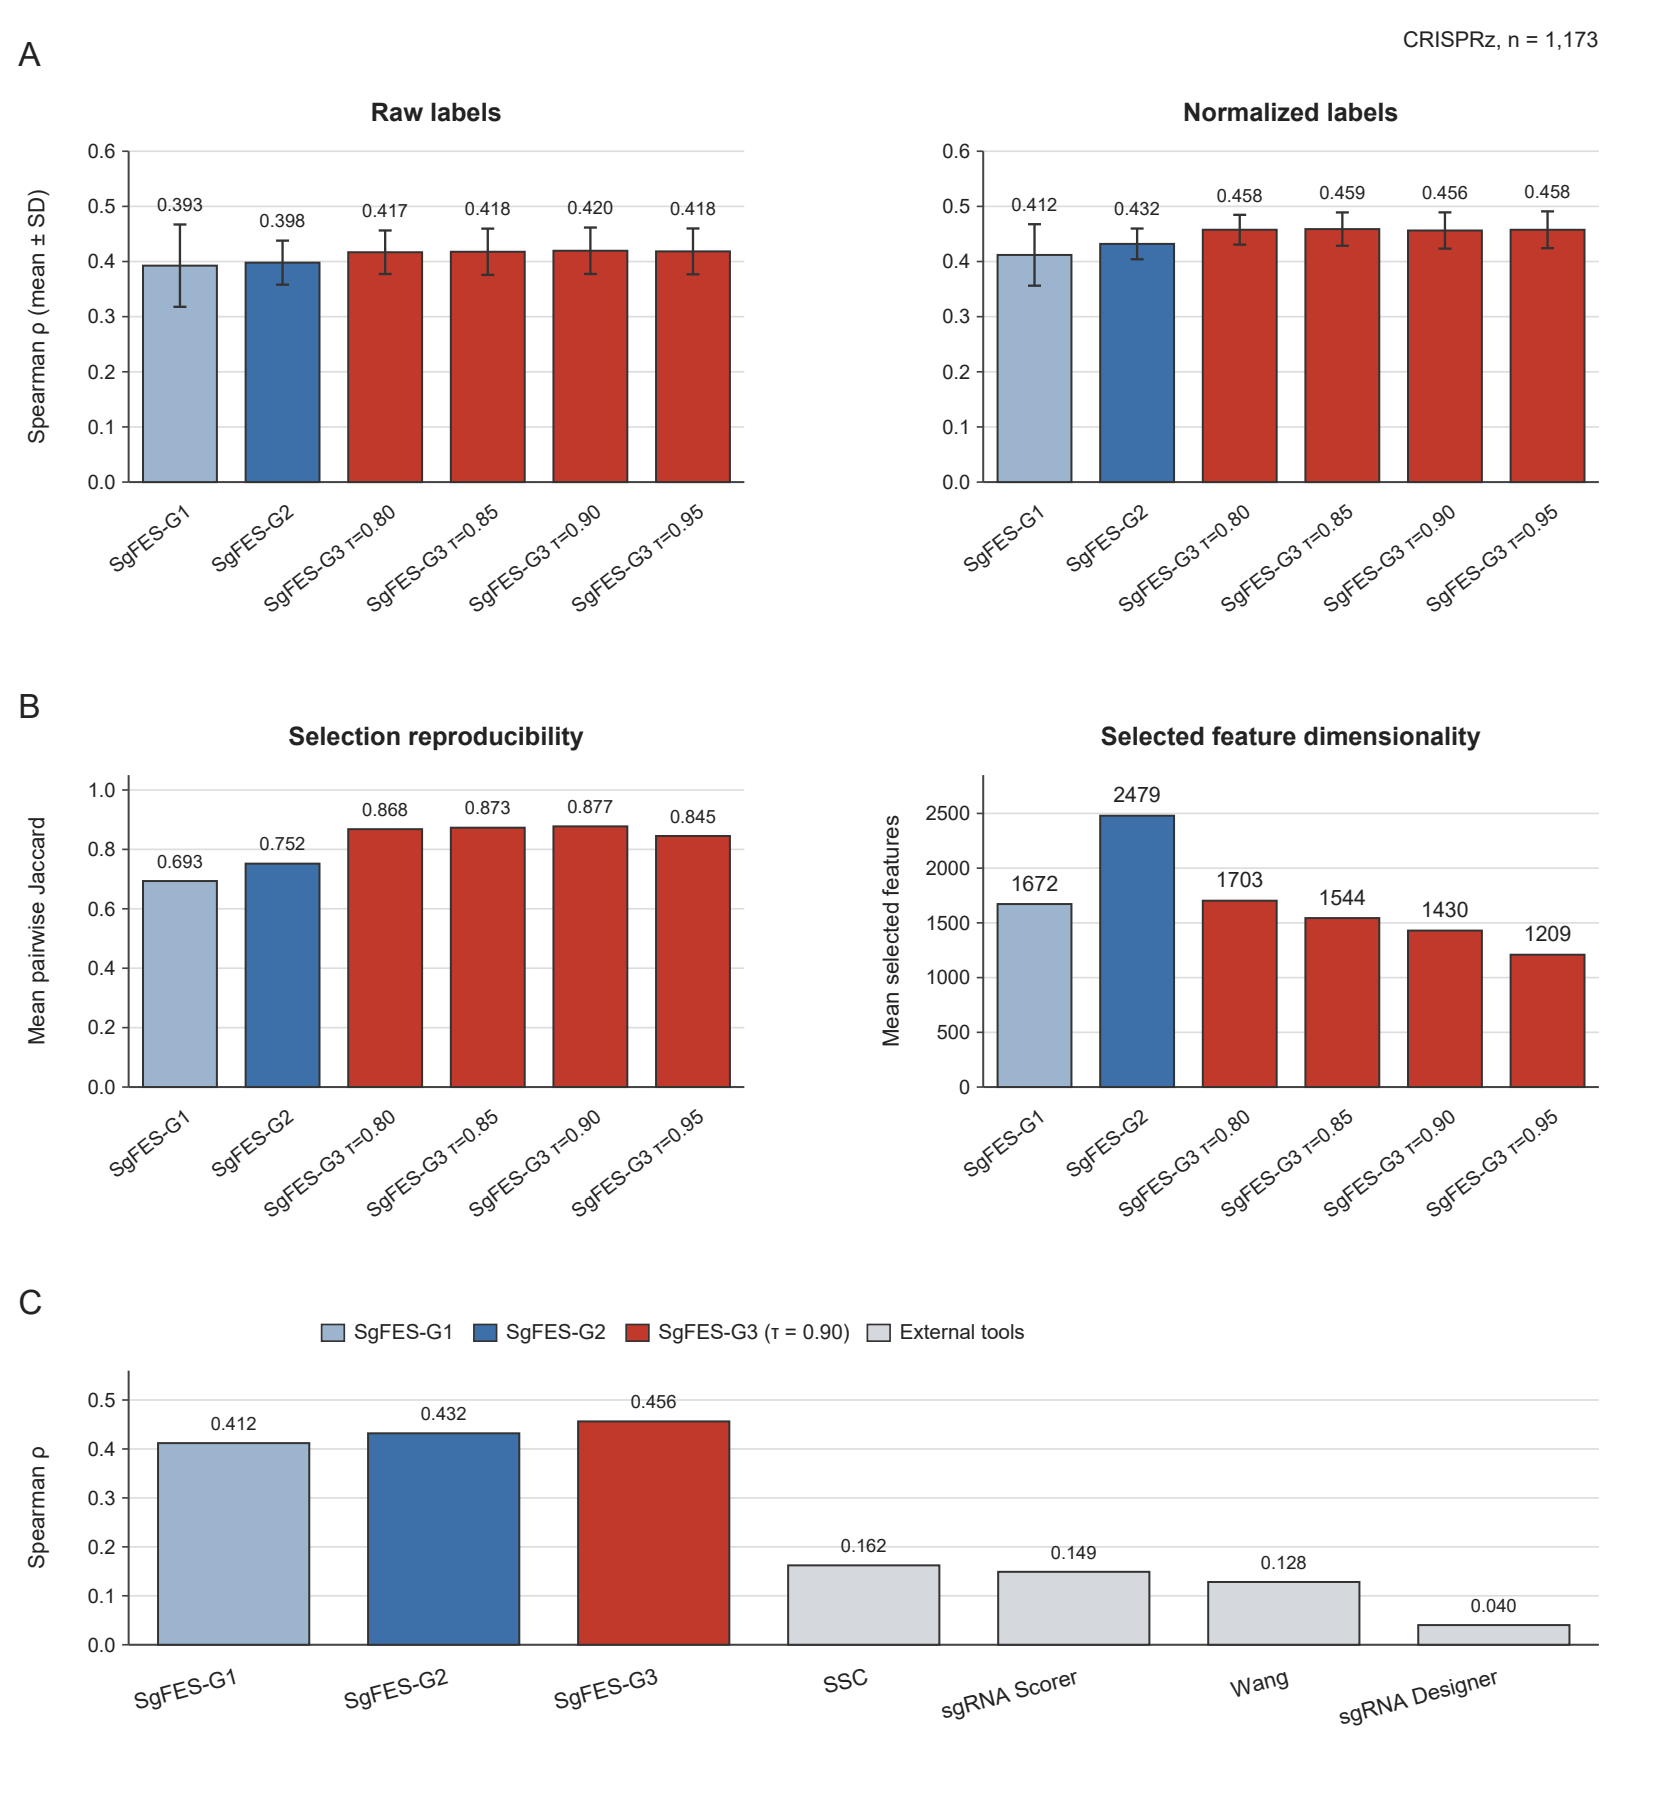 CRISPRz, n = 1,173
A
Raw labels
Spearman ρ (mean ± SD)
0.6
0.5
0.4
0.3
0.2
0.1
0.0
0.393
0.398
0.417
0.418
0.420
0.418
SgFES-G1
SgFES-G2
SgFES-G3 τ=0.80
SgFES-G3 τ=0.85
SgFES-G3 τ=0.90
SgFES-G3 τ=0.95
Normalized labels
0.6
0.5
0.4
0.3
0.2
0.1
0.0
0.412
0.432
0.458
0.459
0.456
0.458
SgFES-G1
SgFES-G2
SgFES-G3 τ=0.80
SgFES-G3 τ=0.85
SgFES-G3 τ=0.90
SgFES-G3 τ=0.95
B
Selection reproducibility
Mean pairwise Jaccard
1.0
0.8
0.6
0.4
0.2
0.0
0.693
0.752
0.868
0.873
0.877
0.845
SgFES-G1
SgFES-G2
SgFES-G3 τ=0.80
SgFES-G3 τ=0.85
SgFES-G3 τ=0.90
SgFES-G3 τ=0.95
Selected feature dimensionality
Mean selected features
2500
2000
1500
1000
500
0
1672
2479
1703
1544
1430
1209
SgFES-G1
SgFES-G2
SgFES-G3 τ=0.80
SgFES-G3 τ=0.85
SgFES-G3 τ=0.90
SgFES-G3 τ=0.95
C
SgFES-G1
SgFES-G2
SgFES-G3 (τ = 0.90)
External tools
Spearman ρ
0.5
0.4
0.3
0.2
0.1
0.0
0.412
0.432
0.456
0.162
0.149
0.128
0.040
SgFES-G1
SgFES-G2
SgFES-G3
SSC
sgRNA Scorer
Wang
sgRNA Designer